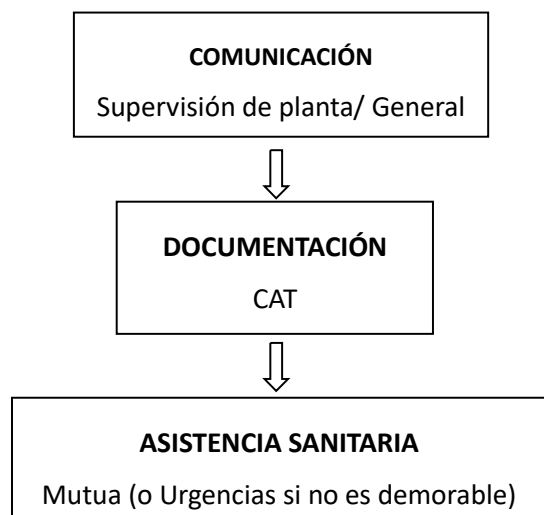 COMUNICACIÓN
Supervisión de planta/ General
DOCUMENTACIÓN
CAT
ASISTENCIA SANITARIA
Mutua (o Urgencias si no es demorable)